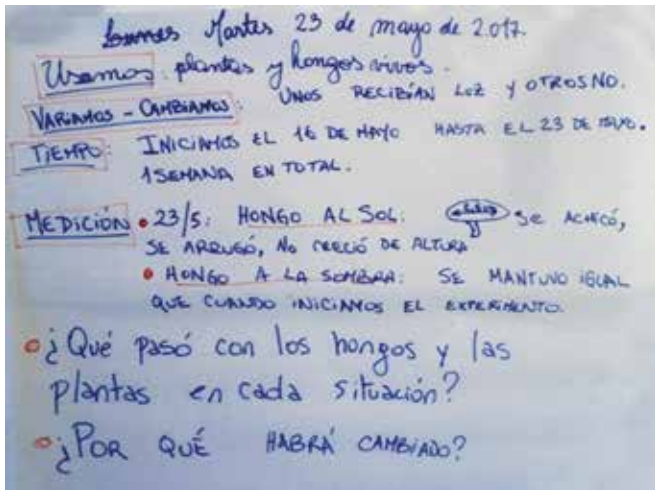 Lunes Martes 23 de mayo de 2.017.
Usamos: plantas y hongos vivos.
VARIAMOS - CAMBIAMOS: UNOS RECIBÍAN LUZ Y OTROS NO.
TIEMPO: INICIAMOS EL 16 DE MAYO HASTA EL 23 DE MAYO.
1 SEMANA EN TOTAL.
MEDICIÓN • 23/5: HONGO AL SOL: SE ACHICÓ,
SE ARRUGÓ, NO CRECIÓ DE ALTURA
• HONGO A LA SOMBRA: SE MANTUVO IGUAL
QUE CUANDO INICIAMOS EL EXPERIMENTO.
• ¿Qué pasó con los hongos y las
plantas en cada situación?
• ¿POR QUÉ HABRÁ CAMBIADO?